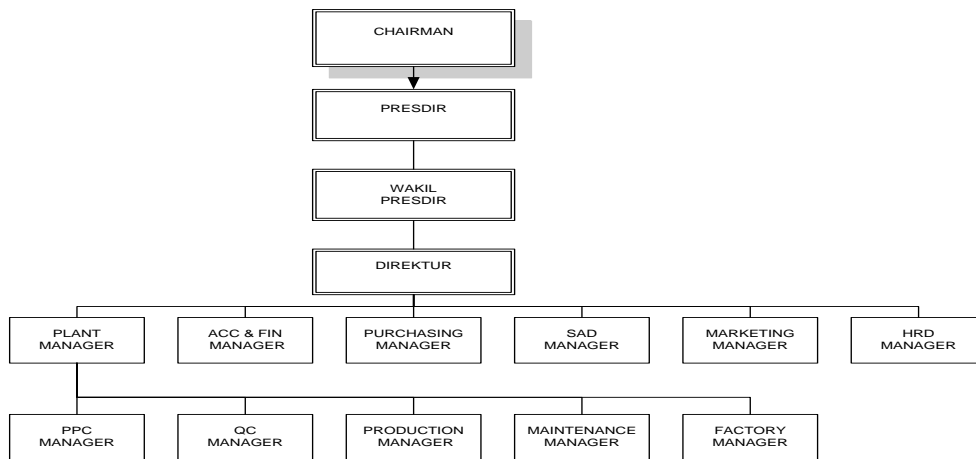 CHAIRMAN
PRESDIR
WAKIL
PRESDIR
DIREKTUR
PLANT
MANAGER
ACC & FIN
MANAGER
PURCHASING
MANAGER
SAD
MANAGER
MARKETING
MANAGER
HRD
MANAGER
PPC
MANAGER
QC
MANAGER
PRODUCTION
MANAGER
MAINTENANCE
MANAGER
FACTORY
MANAGER